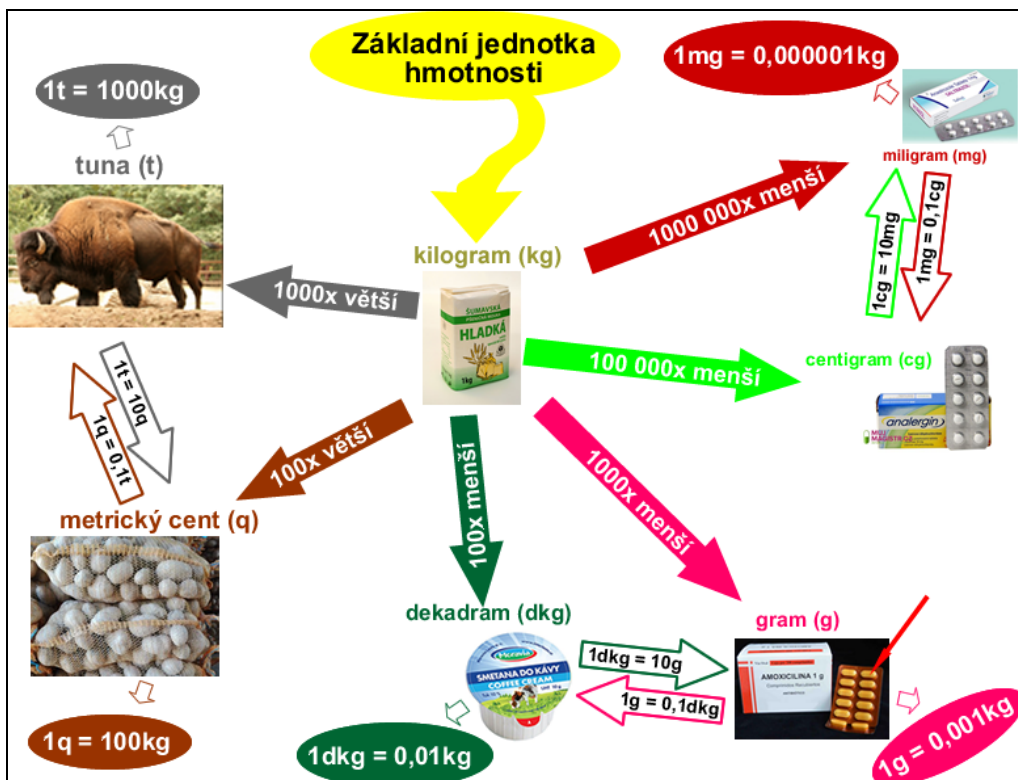 Základní jednotka
hmotnosti
1mg = 0,000001kg
1t = 1000kg
tuna (t)
miligram (mg)
1000 000x menší
kilogram (kg)
1cg = 10mg
1mg = 0,1cg
1000x větší
ŠUMAVSKÁ
HLADKÁ
1kg
100 000x menší
centigram (cg)
analergin
1t = 10q
1q = 0,1t
100x větší
100x menší
1000x menší
metrický cent (q)
dekadram (dkg)
gram (g)
Moravia
SMETANA DO KÁVY
COFFEE CREAM
1dkg = 10g
1g = 0,1dkg
AMOXICILINA 1 g
1q = 100kg
1dkg = 0,01kg
1g = 0,001kg